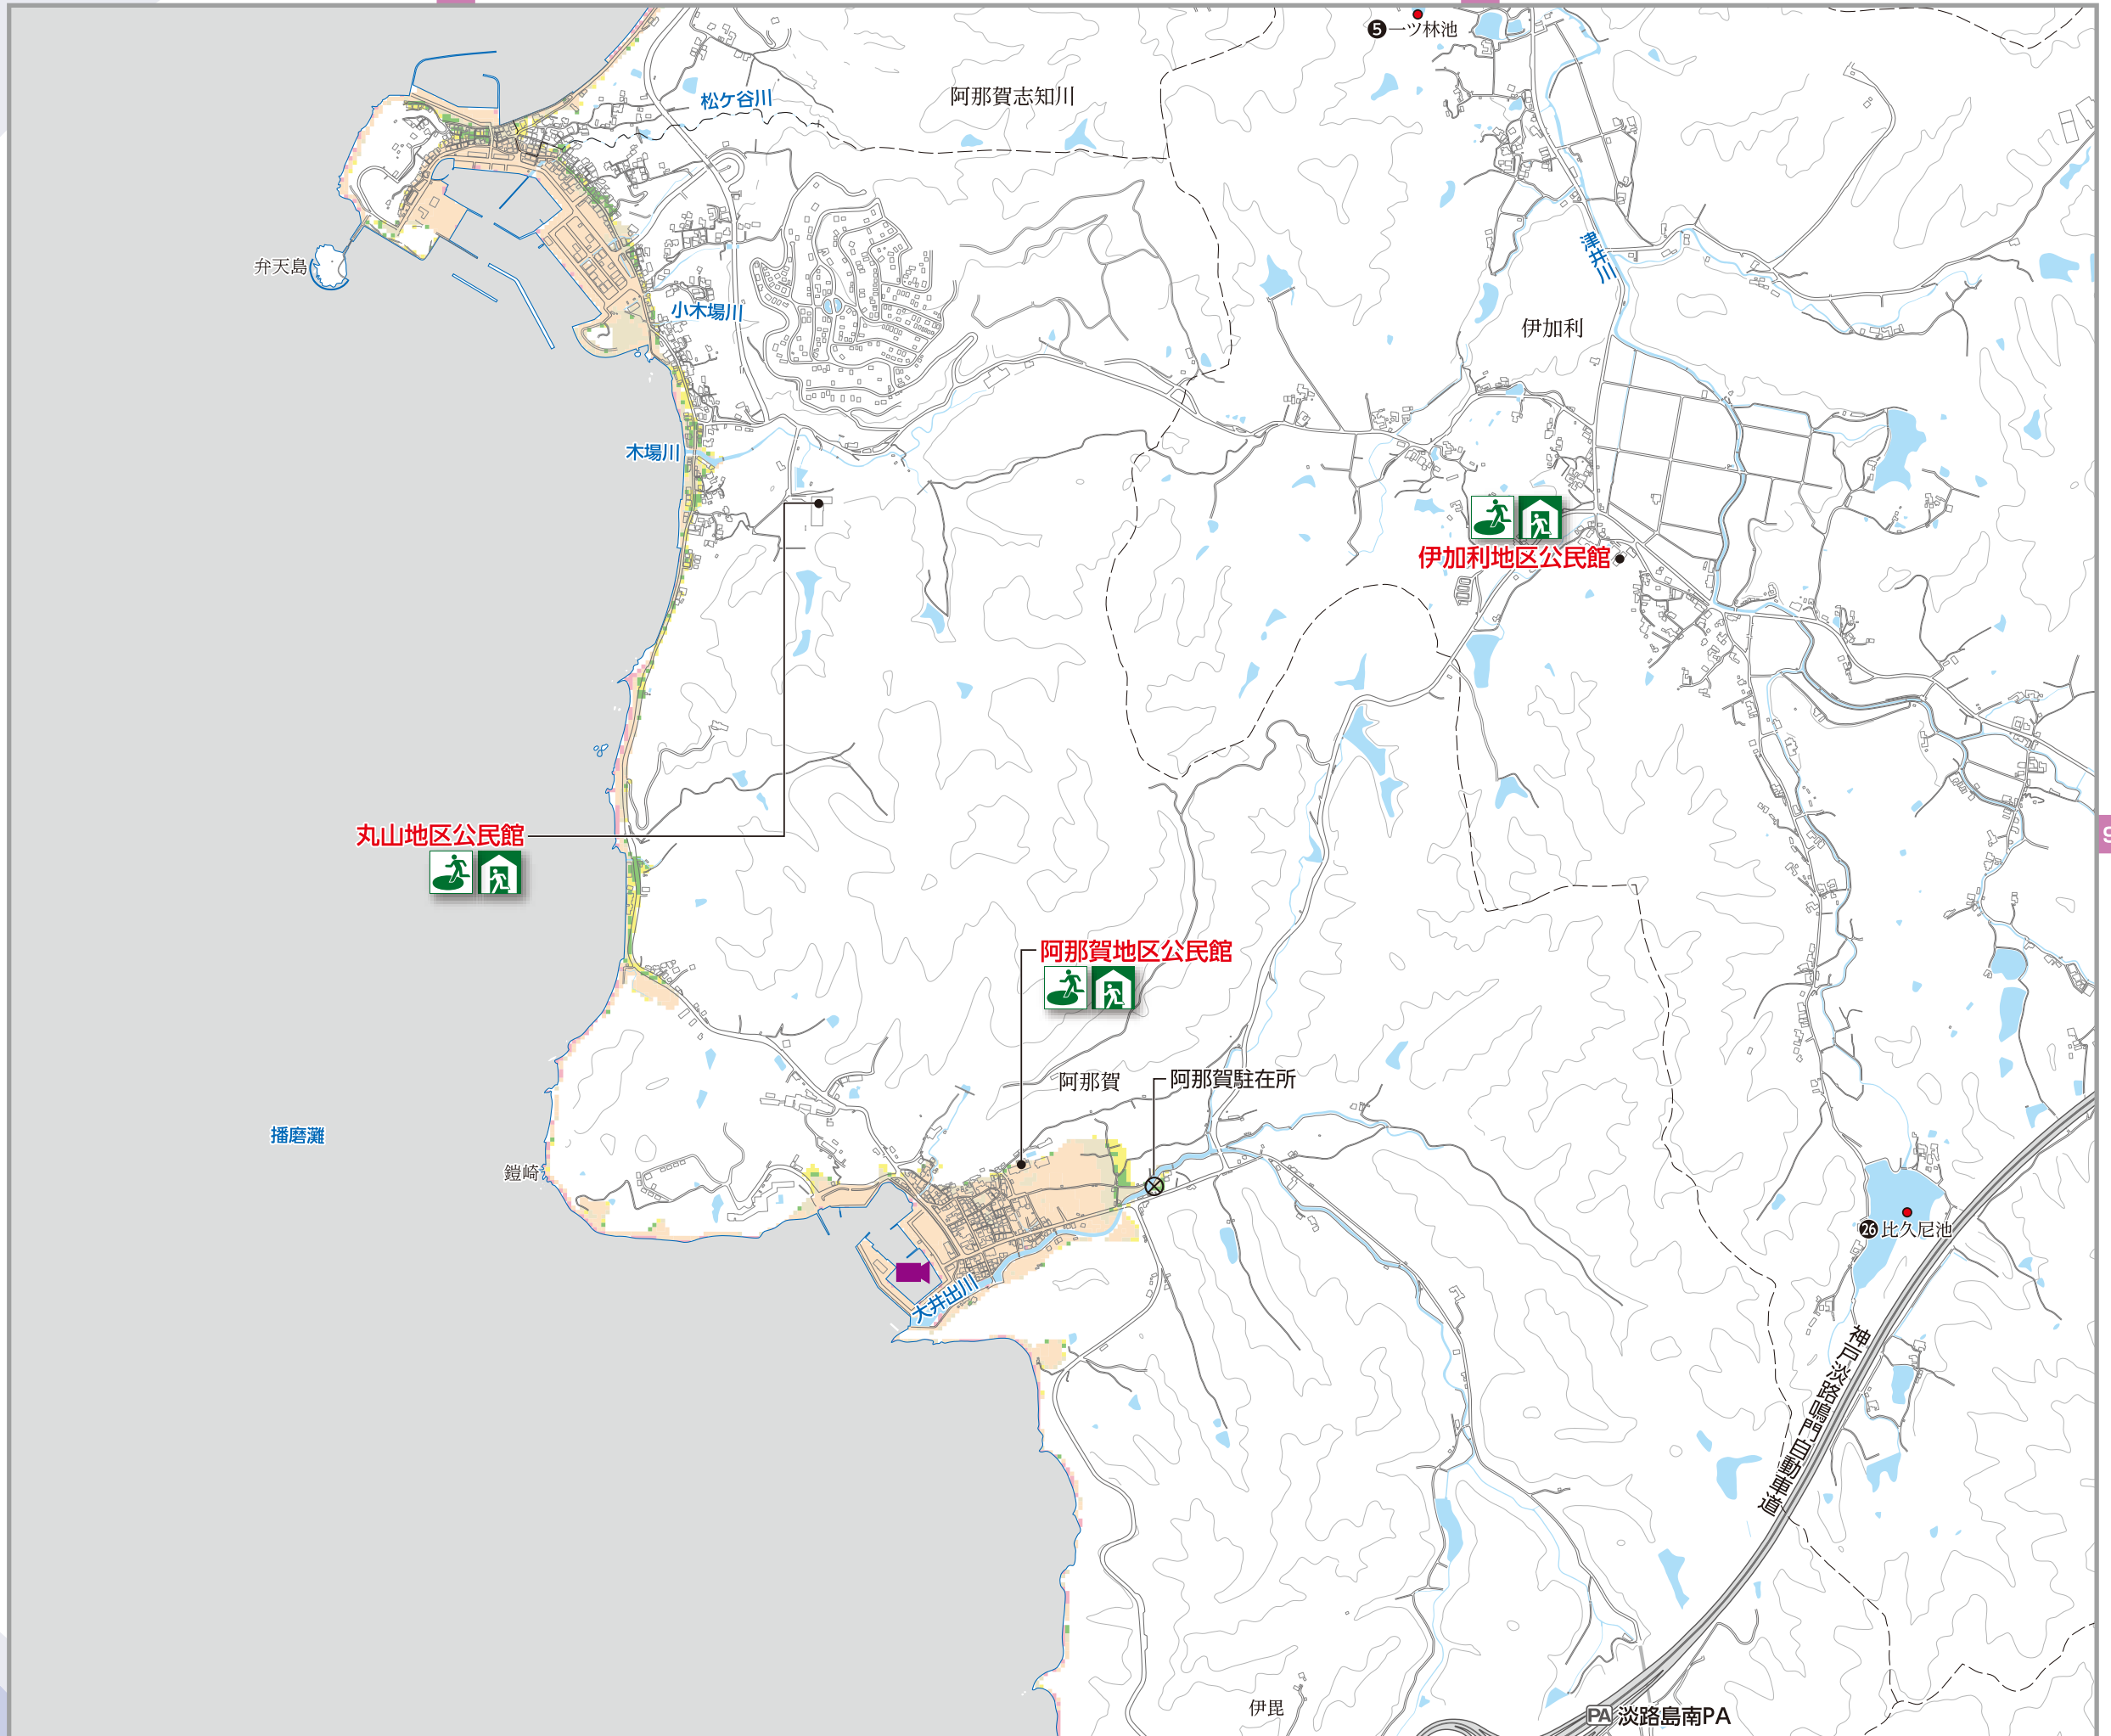 ❺一ツ林池
松ケ谷川
阿那賀志知川
津井川
弁天島
小木場川
伊加利
木場川
伊加利地区公民館
丸山地区公民館
阿那賀地区公民館
阿那賀
阿那賀駐在所
播磨灘
鎧崎
㉖比久尼池
大井出川
神戸淡路鳴門自動車道
伊毘
PA 淡路島南PA